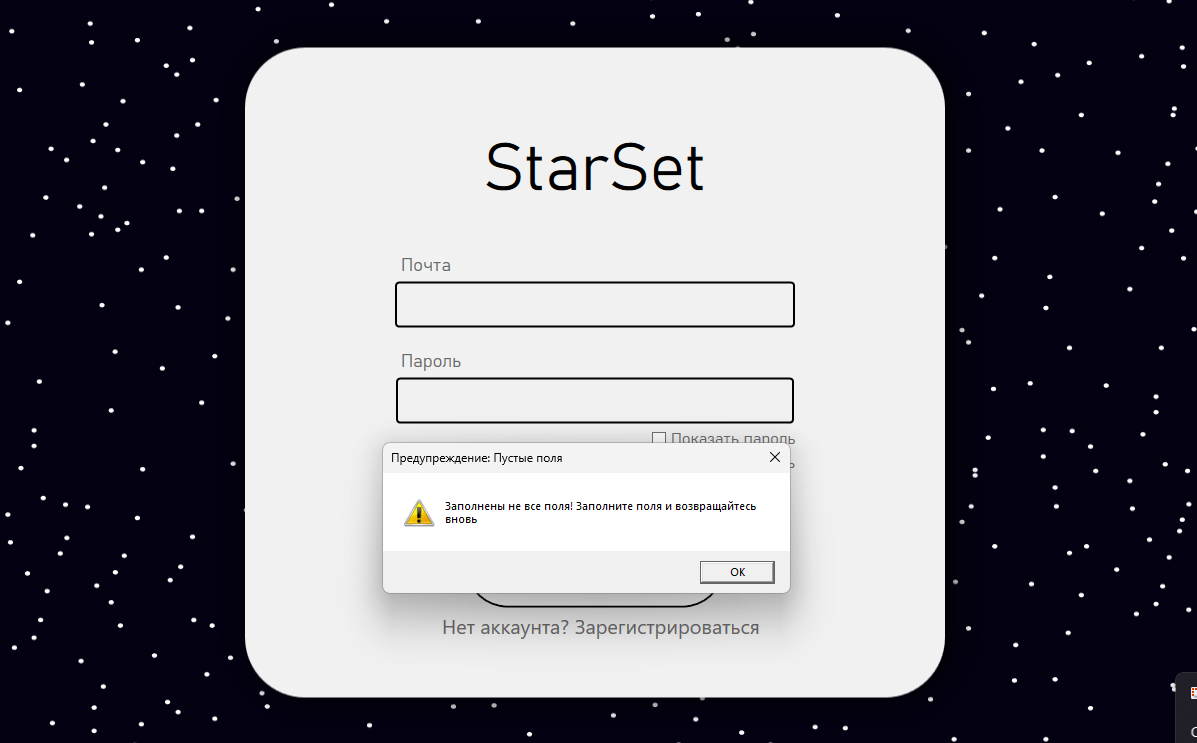 StarSet
Почта
Пароль
Показать пароль
Предупреждение: Пустые поля
Заполнены не все поля! Заполните поля и возвращайтесь
вновь
ОК
Нет аккаунта? Зарегистрироваться